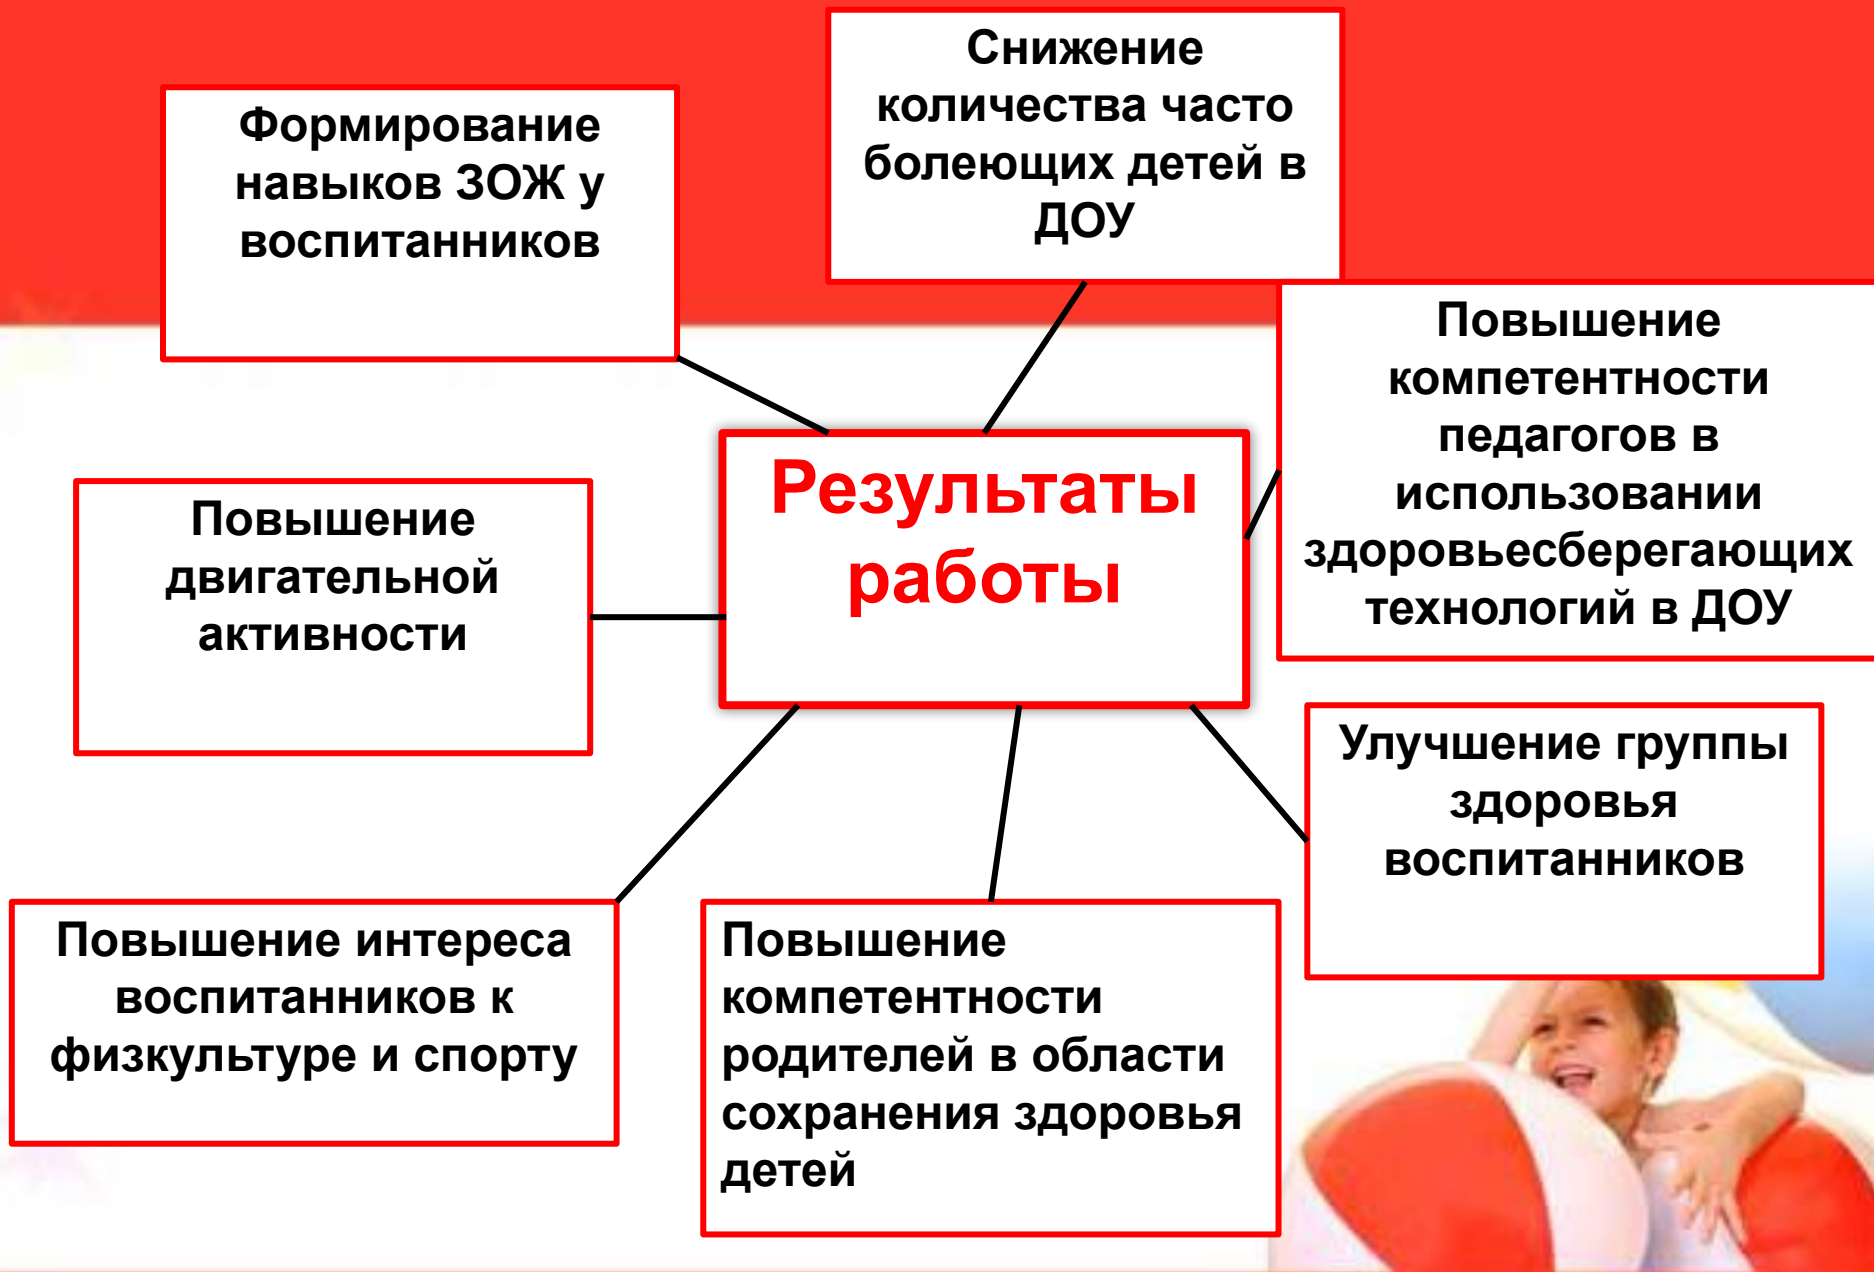 Снижение
количества часто
болеющих детей в
ДОУ
Формирование
навыков ЗОЖ у
воспитанников
Повышение
компетентности
педагогов в
использовании
здоровьесберегающих
технологий в ДОУ
Результаты
работы
Повышение
двигательной
активности
Улучшение группы
здоровья
воспитанников
Повышение интереса
воспитанников к
физкультуре и спорту
Повышение
компетентности
родителей в области
сохранения здоровья
детей